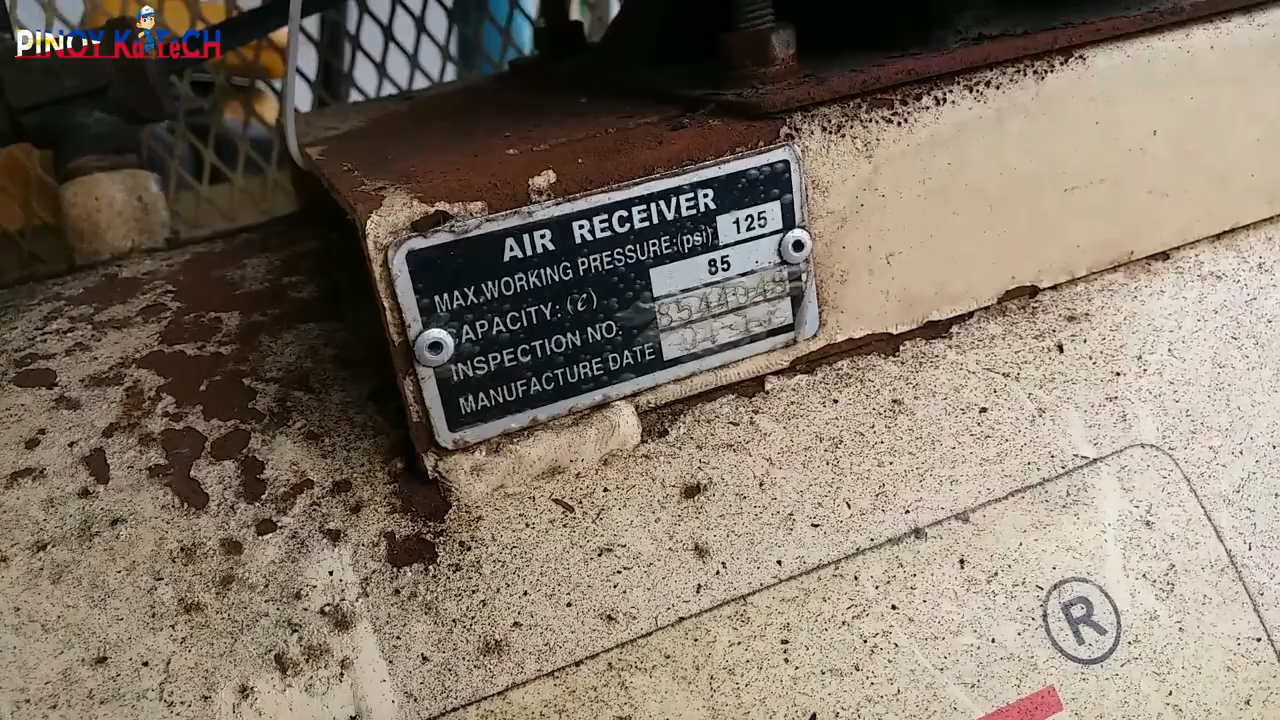 PINOY KaTecH
AIR RECEIVER
MAX.WORKING PRESSURE:(psi) 125
CAPACITY: (ℓ) 85
INSPECTION NO:
MANUFACTURE DATE
®